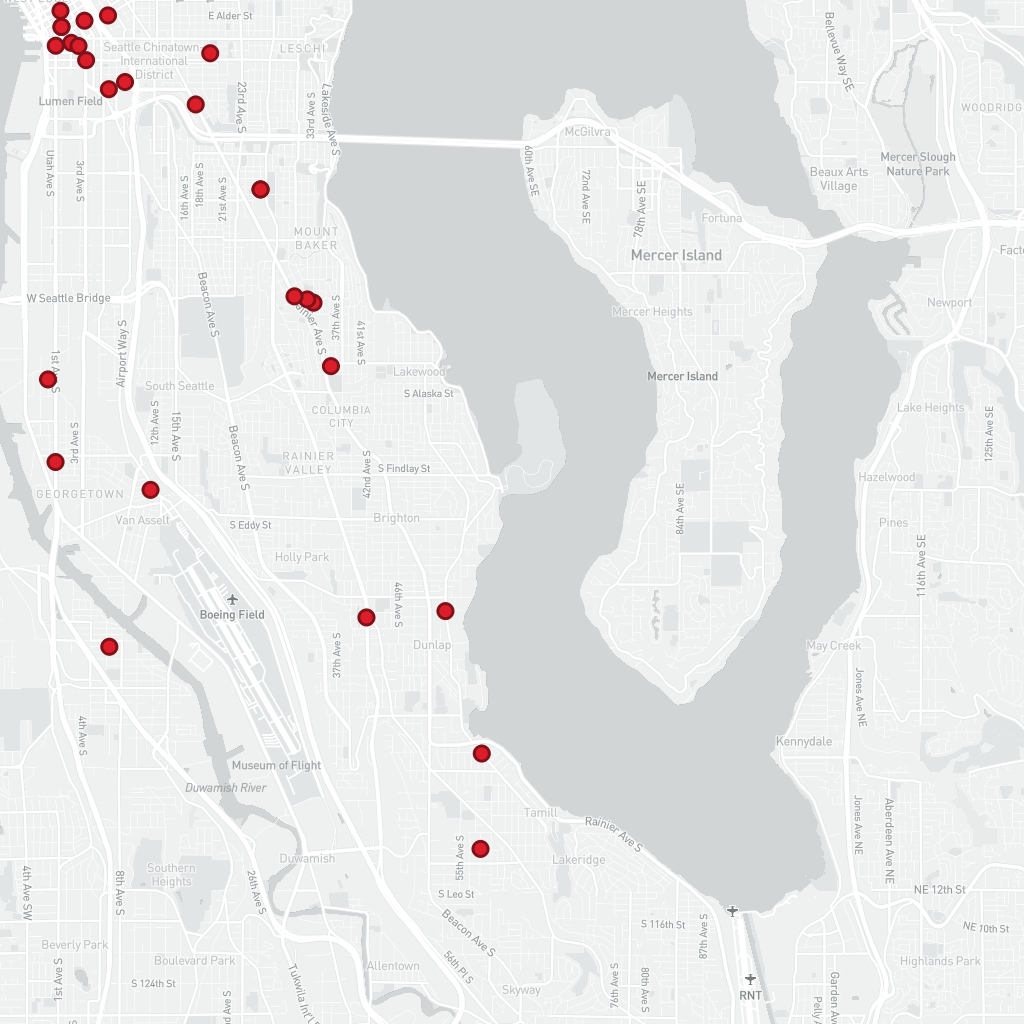 E Alder St
Seattle Chinatown
International
District
LESCHI
Lumen Field
23rd Ave S
33rd Ave S
Lakeside Ave S
Bellevue Way SE
McGilvra
WOODRIDG
Utah Ave S
3rd Ave S
16th Ave S
18th Ave S
21st Ave S
60th Ave SE
72nd Ave SE
78th Ave SE
Mercer Slough
Nature Park
Beaux Arts
Village
Fortuna
MOUNT
BAKER
Mercer Island
Facto
W Seattle Bridge
Beacon Ave S
37th Ave S
41st Ave S
Mercer Heights
Newport
Airport Way S
Lakewood
Mercer Island
South Seattle
S Alaska St
12th Ave S
15th Ave S
3rd Ave S
COLUMBIA
CITY
Lake Heights
125th Ave SE
Beacon Ave S
RAINIER
VALLEY
42nd Ave S
S Findlay St
Hazelwood
GEORGETOWN
84th Ave SE
Van Asselt
S Eddy St
Brighton
Pines
Holly Park
116th Ave SE
46th Ave S
Boeing Field
37th Ave S
Dunlap
May Creek
4th Ave S
Jones Ave NE
Kennydale
Museum of Flight
Duwamish River
Tamill
Rainier Ave S
Jones Ave NE
Aberdeen Ave NE
Duwamish
55th Ave S
Lakeridge
Southern
Heights
4th Ave SW
8th Ave S
26th Ave S
S Leo St
NE 12th St
Beacon Ave S
S 116th St
87th Ave S
NE 10th St
Beverly Park
Boulevard Park
56th Pl S
Allentown
Highlands Park
1st Ave S
S 124th St
Tukwila Int'l
Skyway
76th Ave S
80th Ave S
RNT
Garden Av
Pelly